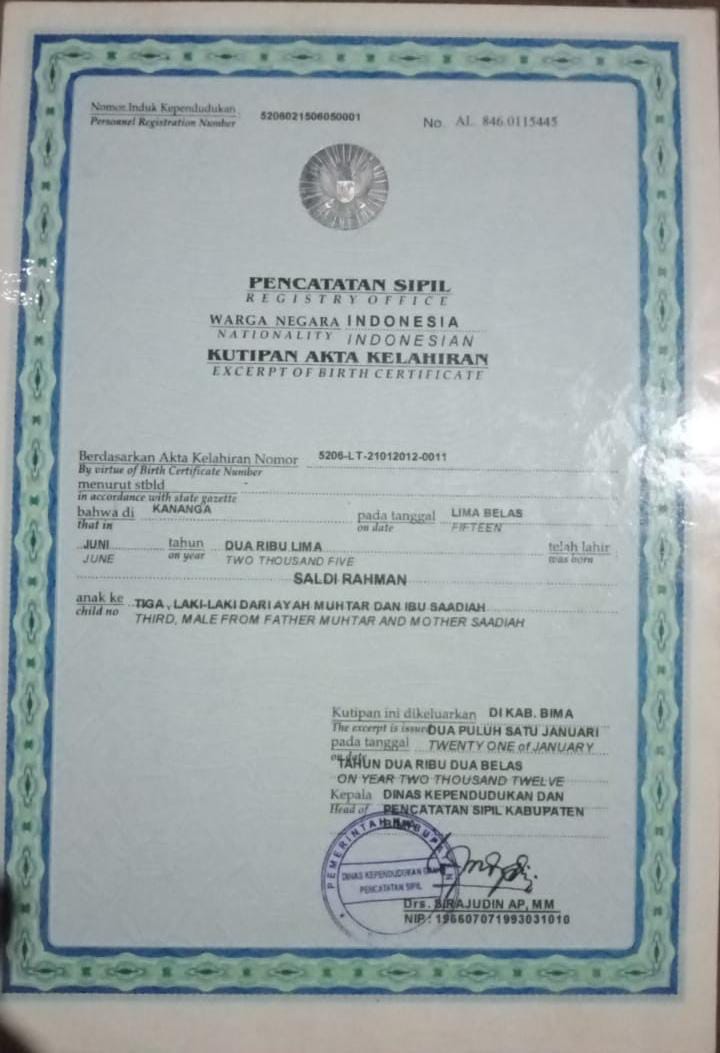 Nomor Induk Kependudukan : 5206021506050001 No. AL 846.0115445
Personnel Registration Number
PENCATATAN SIPIL
REGISTRY OFFICE
WARGA NEGARA INDONESIA
NATIONALITY INDONESIAN
KUTIPAN AKTA KELAHIRAN
EXCERPT OF BIRTH CERTIFICATE
Berdasarkan Akta Kelahiran Nomor 5206-LT-21012012-0011
By virtue of Birth Certificate Number
menurut stbld
in accordance with state gazette
bahwa di KANANGA pada tanggal LIMA BELAS
that in on date FIFTEEN
JUNI tahun DUA RIBU LIMA telah lahir
JUNE on year TWO THOUSAND FIVE was born
SALDI RAHMAN
anak ke TIGA, LAKI-LAKI DARI AYAH MUHTAR DAN IBU SAADIAH
child no THIRD, MALE FROM FATHER MUHTAR AND MOTHER SAADIAH
Kutipan ini dikeluarkan DI KAB. BIMA
The excerpt is issued DUA PULUH SATU JANUARI
pada tanggal TWENTY ONE of JANUARY
on date TAHUN DUA RIBU DUA BELAS
ON YEAR TWO THOUSAND TWELVE
Kepala DINAS KEPENDUDUKAN DAN
Head of PENCATATAN SIPIL KABUPATEN
BIMA
PEMERINTAH KABUPATEN
DINAS KEPENDUDUKAN DAN
PENCATATAN SIPIL
Drs. SIRAJUDIN AP, MM
NIP : 196607071993031010